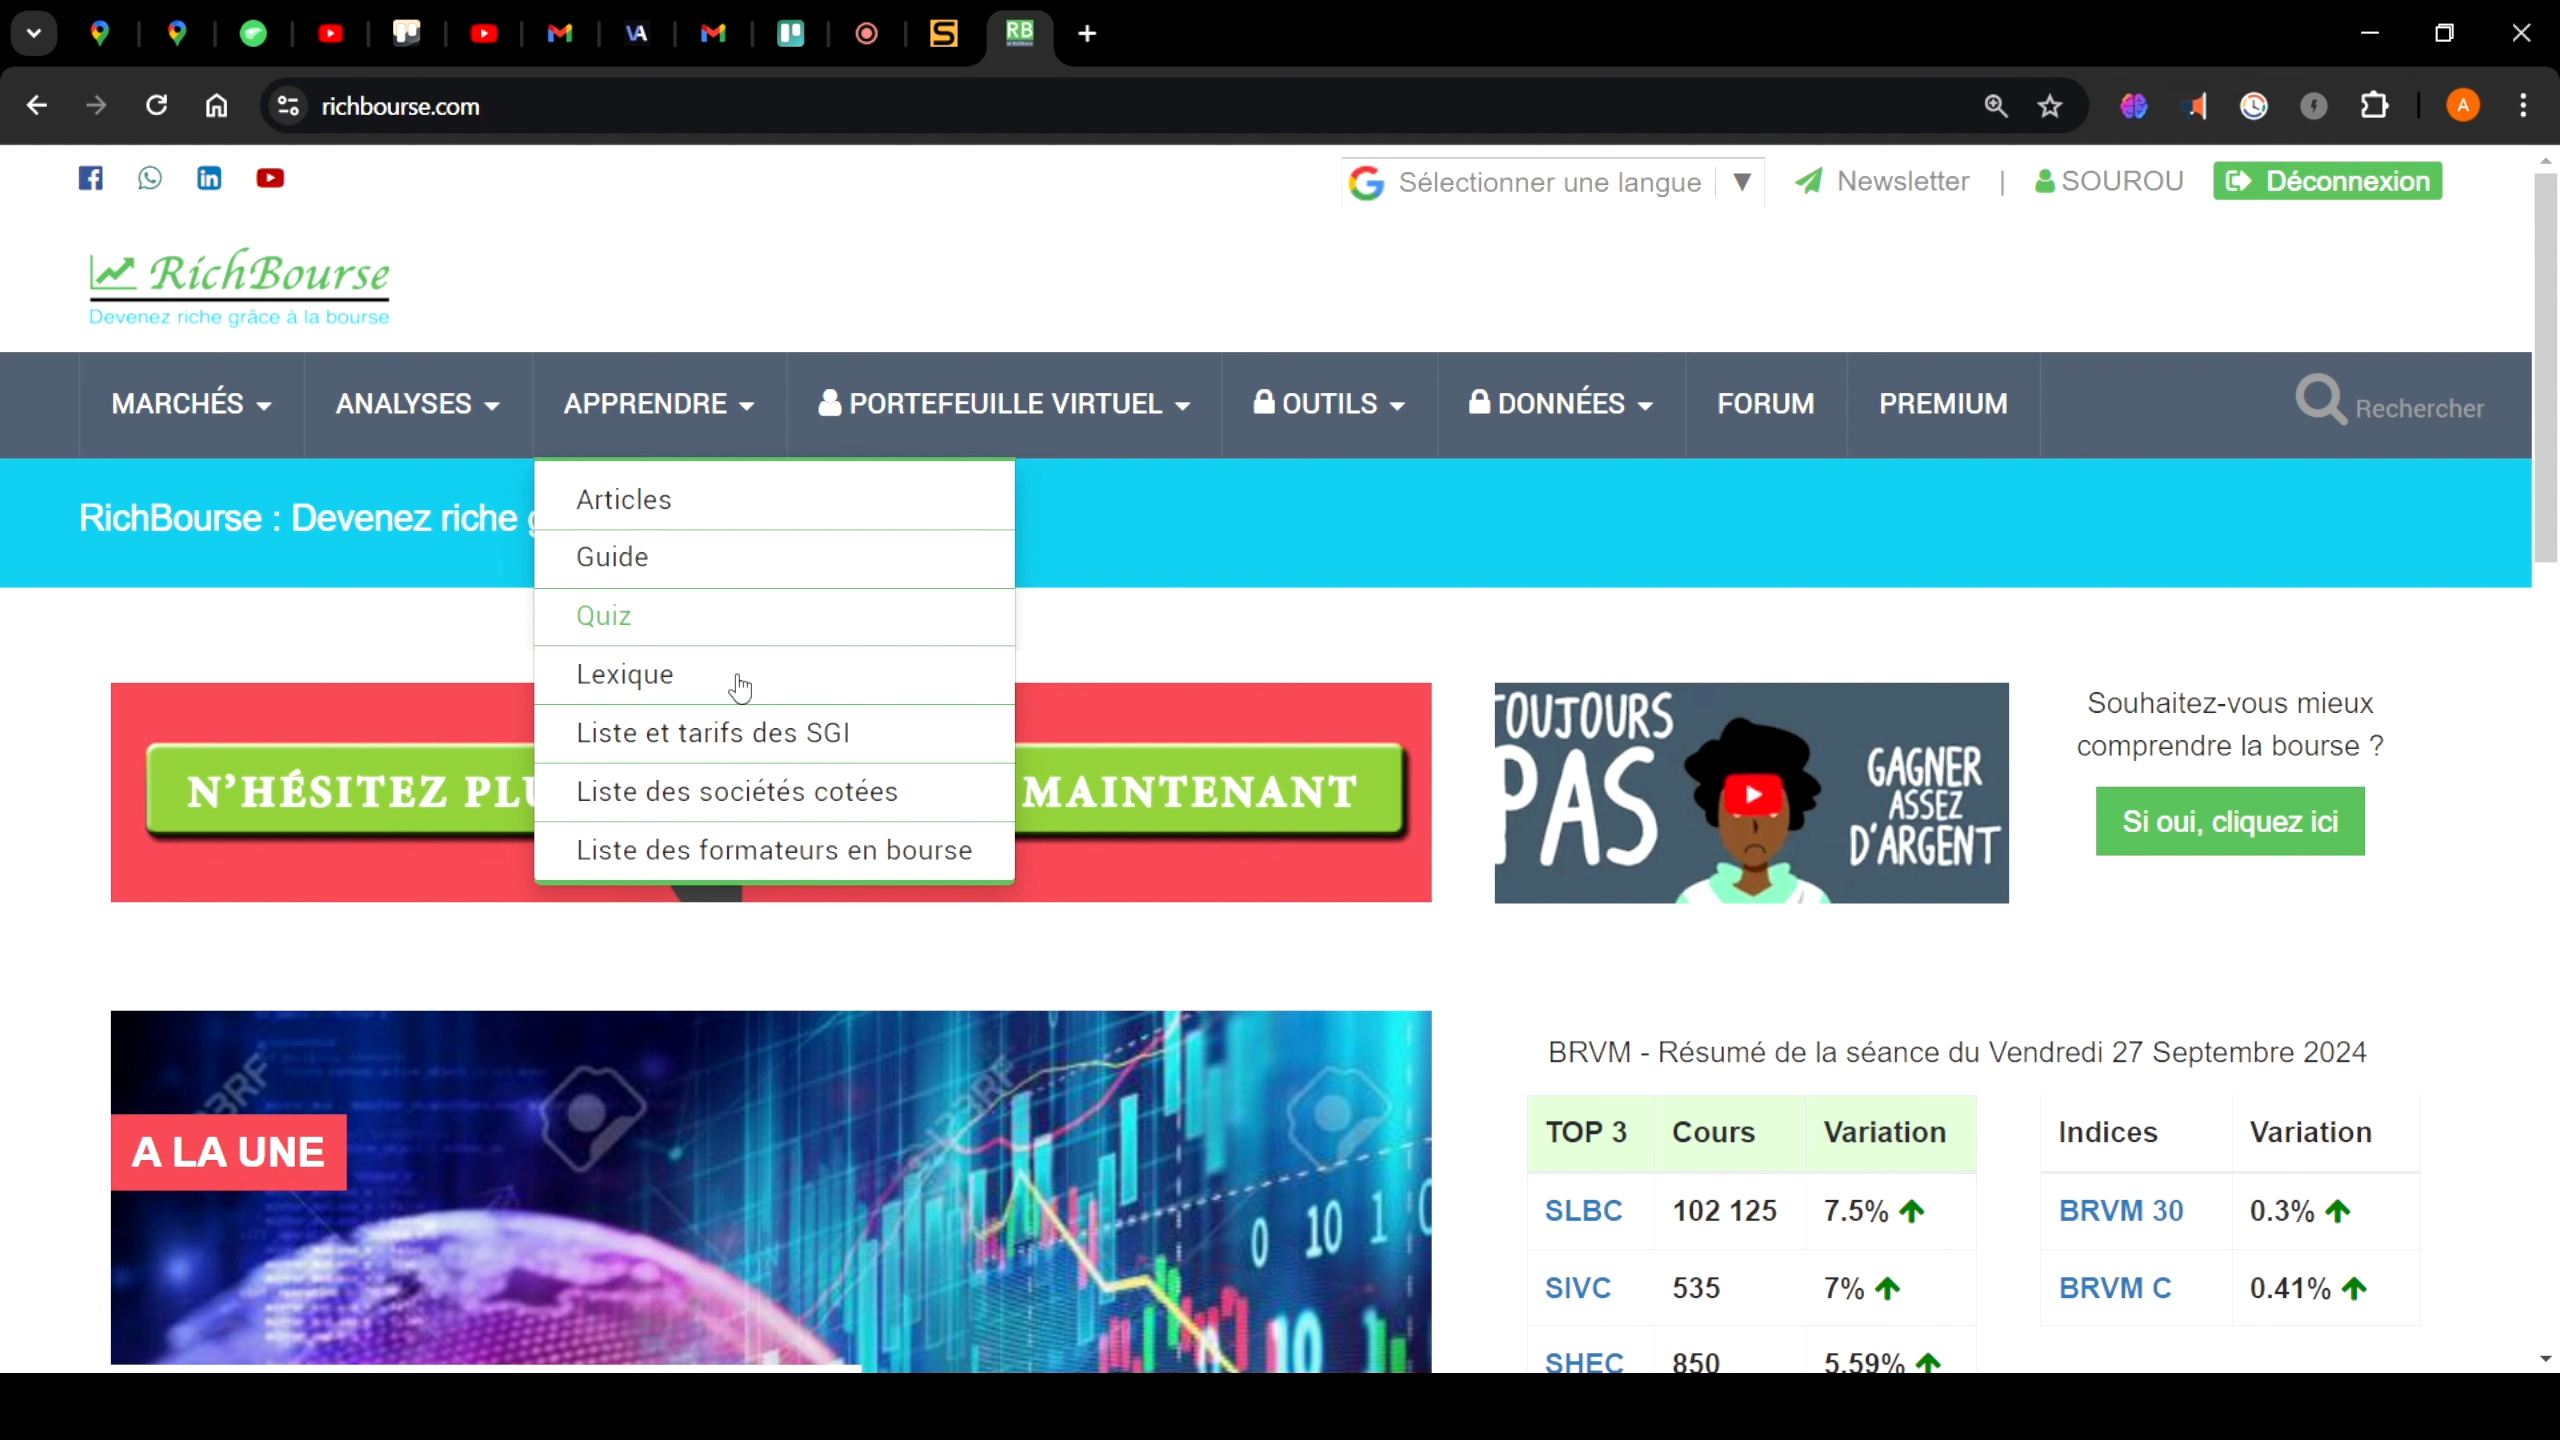 richbourse.com
A
Sélectionner une langue ▼
Newsletter | SOUROU
Déconnexion
RichBourse
Devenez riche grâce à la bourse
MARCHÉS
ANALYSES
APPRENDRE
PORTEFEUILLE VIRTUEL
OUTILS
DONNÉES
FORUM
PREMIUM
Rechercher
RichBourse : Devenez riche
Articles
Guide
Quiz
Lexique
Liste et tarifs des SGI
Liste des sociétés cotées
Liste des formateurs en bourse
N'HÉSITEZ
MAINTENANT
TOUJOURS
PAS
GAGNER
ASSEZ
D'ARGENT
Souhaitez-vous mieux
comprendre la bourse ?
Si oui, cliquez ici
A LA UNE
0 10 1
10
BRVM - Résumé de la séance du Vendredi 27 Septembre 2024
TOP 3 Cours Variation
SLBC 102 125 7.5%
SIVC 535 7%
SHEC 850 5.59%
Indices Variation
BRVM 30 0.3%
BRVM C 0.41%